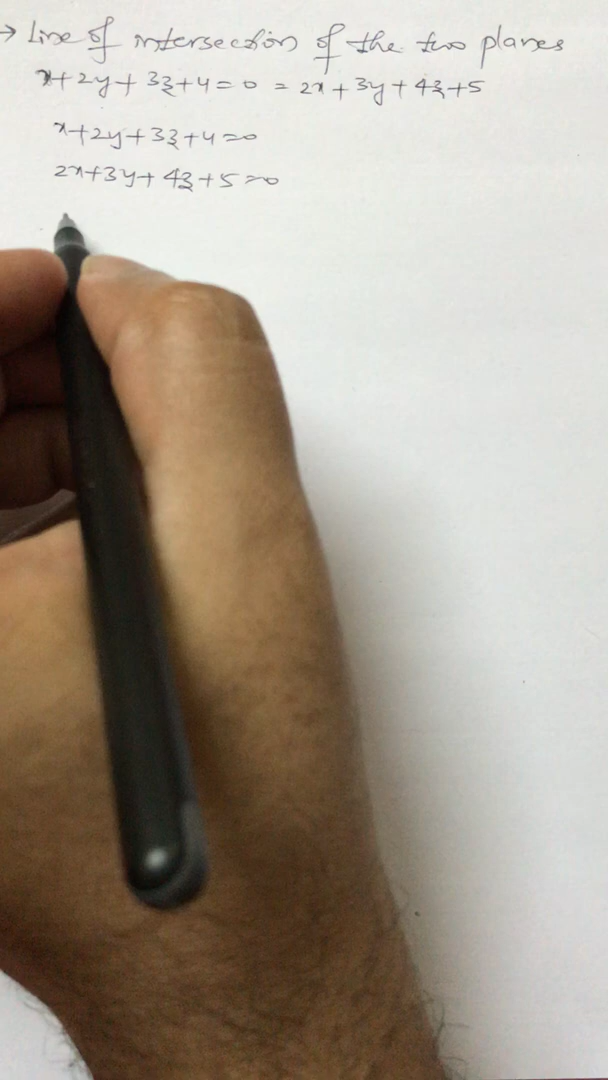 → Line of intersection of the two planes
x+2y+3z+4=0 = 2x+3y+4z+5
x+2y+3z+4=0
2x+3y+4z+5=0